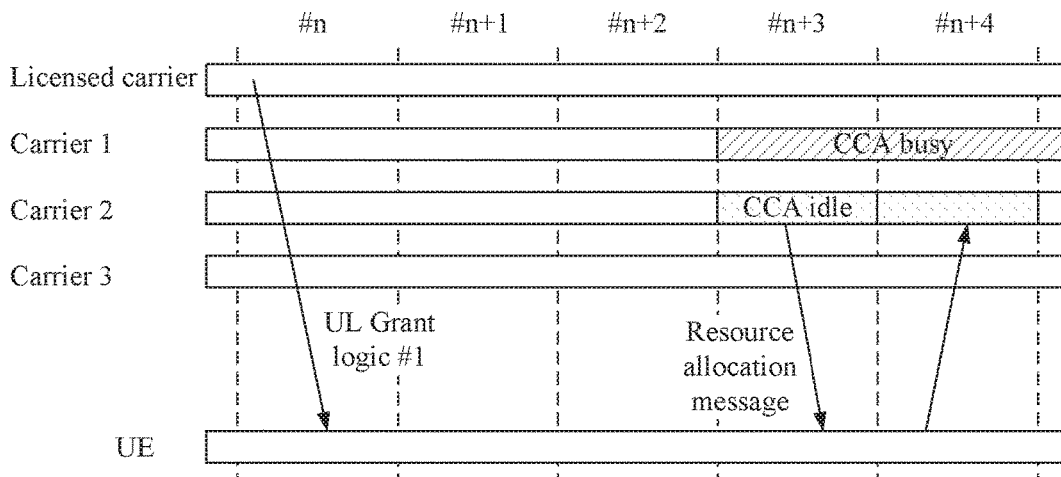 #n #n+1 #n+2 #n+3 #n+4
Licensed carrier
Carrier 1
CCA busy
Carrier 2
CCA idle
Carrier 3
UL Grant
logic #1
Resource
allocation
message
UE